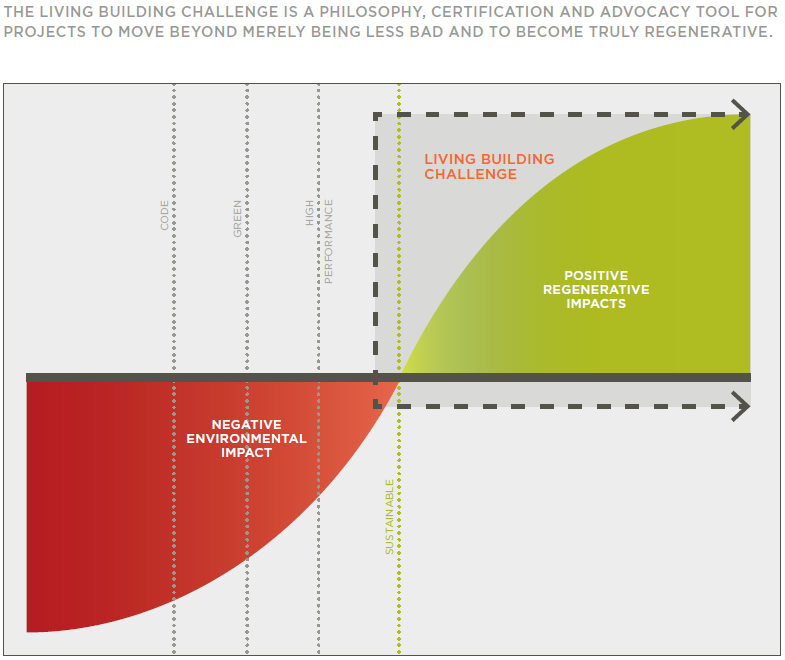 THE LIVING BUILDING CHALLENGE IS A PHILOSOPHY, CERTIFICATION AND ADVOCACY TOOL FOR
PROJECTS TO MOVE BEYOND MERELY BEING LESS BAD AND TO BECOME TRULY REGENERATIVE.
LIVING BUILDING
CHALLENGE
CODE
GREEN
HIGH
PERFORMANCE
POSITIVE
REGENERATIVE
IMPACTS
NEGATIVE
ENVIRONMENTAL
IMPACT
SUSTAINABLE